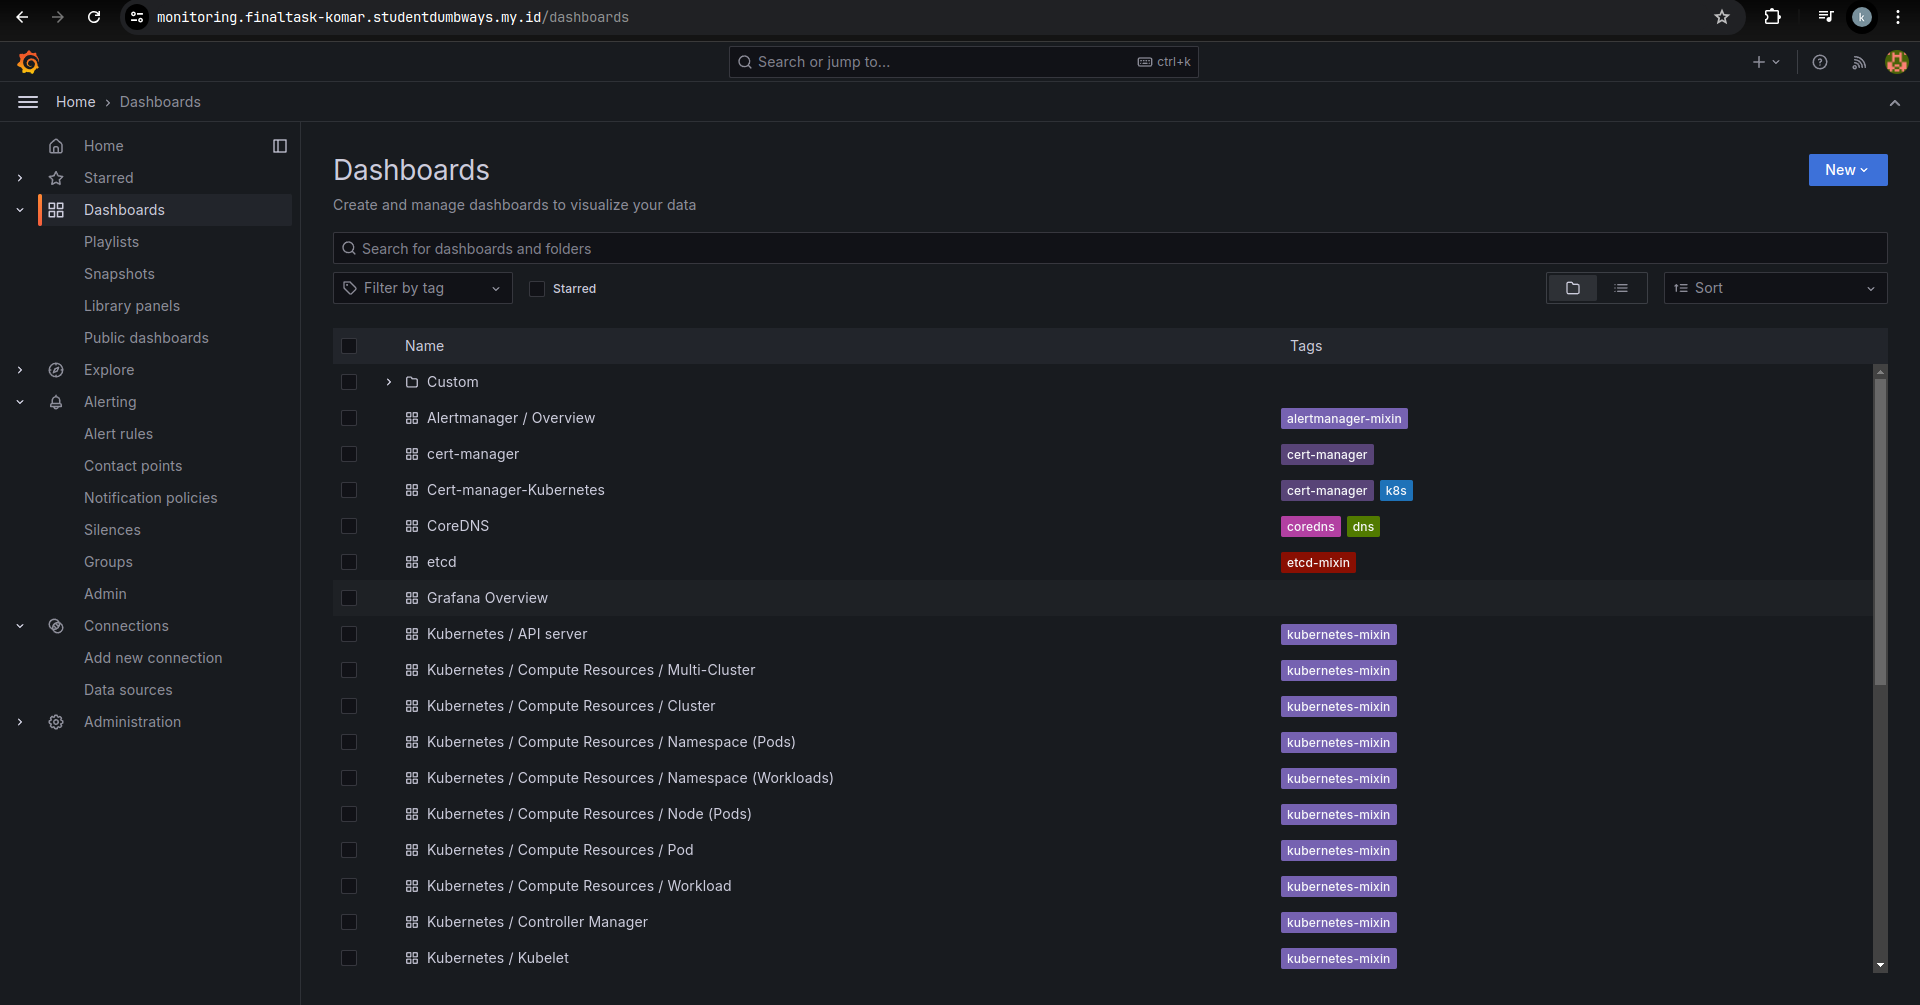 monitoring.finaltask-komar.studentdumbways.my.id/dashboards
k
Search or jump to...
ctrl+k
Home › Dashboards
Home
Starred
Dashboards
Playlists
Snapshots
Library panels
Public dashboards
Explore
Alerting
Alert rules
Contact points
Notification policies
Silences
Groups
Admin
Connections
Add new connection
Data sources
Administration
Dashboards
New
Create and manage dashboards to visualize your data
Search for dashboards and folders
Filter by tag
Starred
Sort
Name Tags
Custom
Alertmanager / Overview alertmanager-mixin
cert-manager cert-manager
Cert-manager-Kubernetes cert-manager k8s
CoreDNS coredns dns
etcd etcd-mixin
Grafana Overview
Kubernetes / API server kubernetes-mixin
Kubernetes / Compute Resources / Multi-Cluster kubernetes-mixin
Kubernetes / Compute Resources / Cluster kubernetes-mixin
Kubernetes / Compute Resources / Namespace (Pods) kubernetes-mixin
Kubernetes / Compute Resources / Namespace (Workloads) kubernetes-mixin
Kubernetes / Compute Resources / Node (Pods) kubernetes-mixin
Kubernetes / Compute Resources / Pod kubernetes-mixin
Kubernetes / Compute Resources / Workload kubernetes-mixin
Kubernetes / Controller Manager kubernetes-mixin
Kubernetes / Kubelet kubernetes-mixin